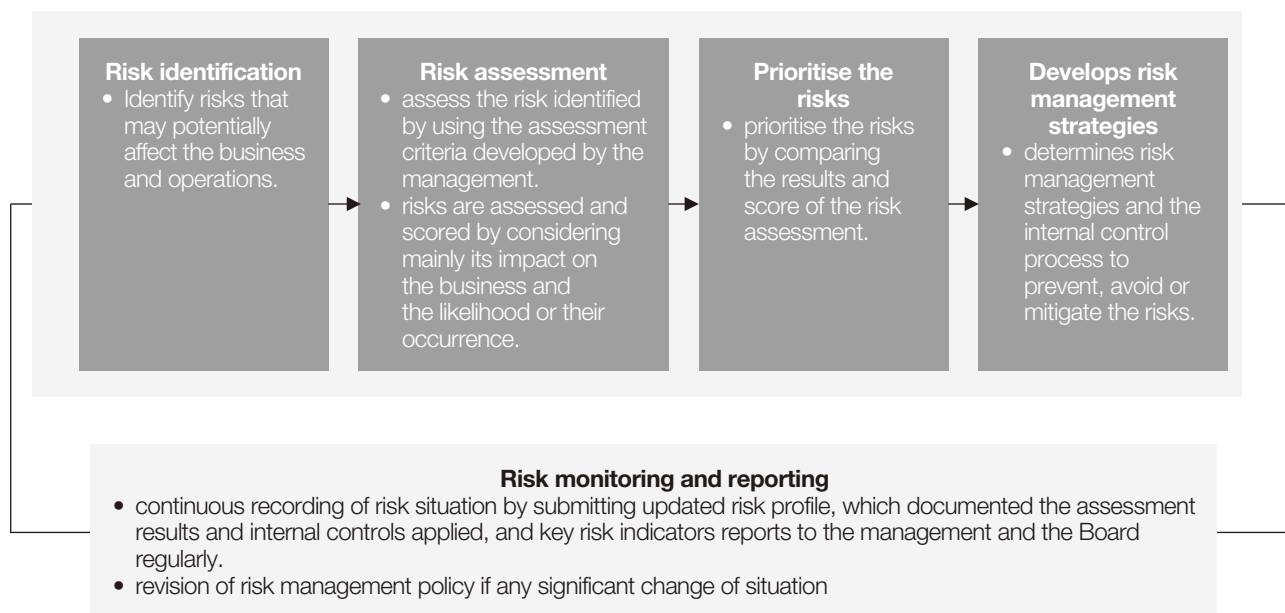 Risk identification
• Identify risks that
may potentially
affect the business
and operations.
Risk assessment
• assess the risk identified
by using the assessment
criteria developed by the
management.
• risks are assessed and
scored by considering
mainly its impact on
the business and
the likelihood or their
occurrence.
Prioritise the
risks
• prioritise the risks
by comparing
the results and
score of the risk
assessment.
Develops risk
management
strategies
• determines risk
management
strategies and the
internal control
process to
prevent, avoid or
mitigate the risks.
Risk monitoring and reporting
• continuous recording of risk situation by submitting updated risk profile, which documented the assessment
results and internal controls applied, and key risk indicators reports to the management and the Board
regularly.
• revision of risk management policy if any significant change of situation